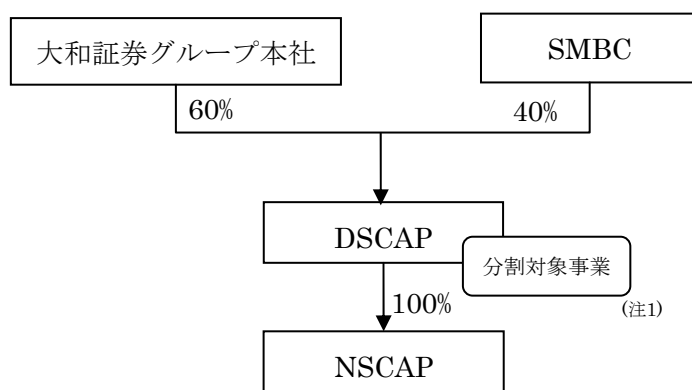 大和証券グループ本社
SMBC
60%
40%
DSCAP
分割対象事業
(注1)
100%
NSCAP